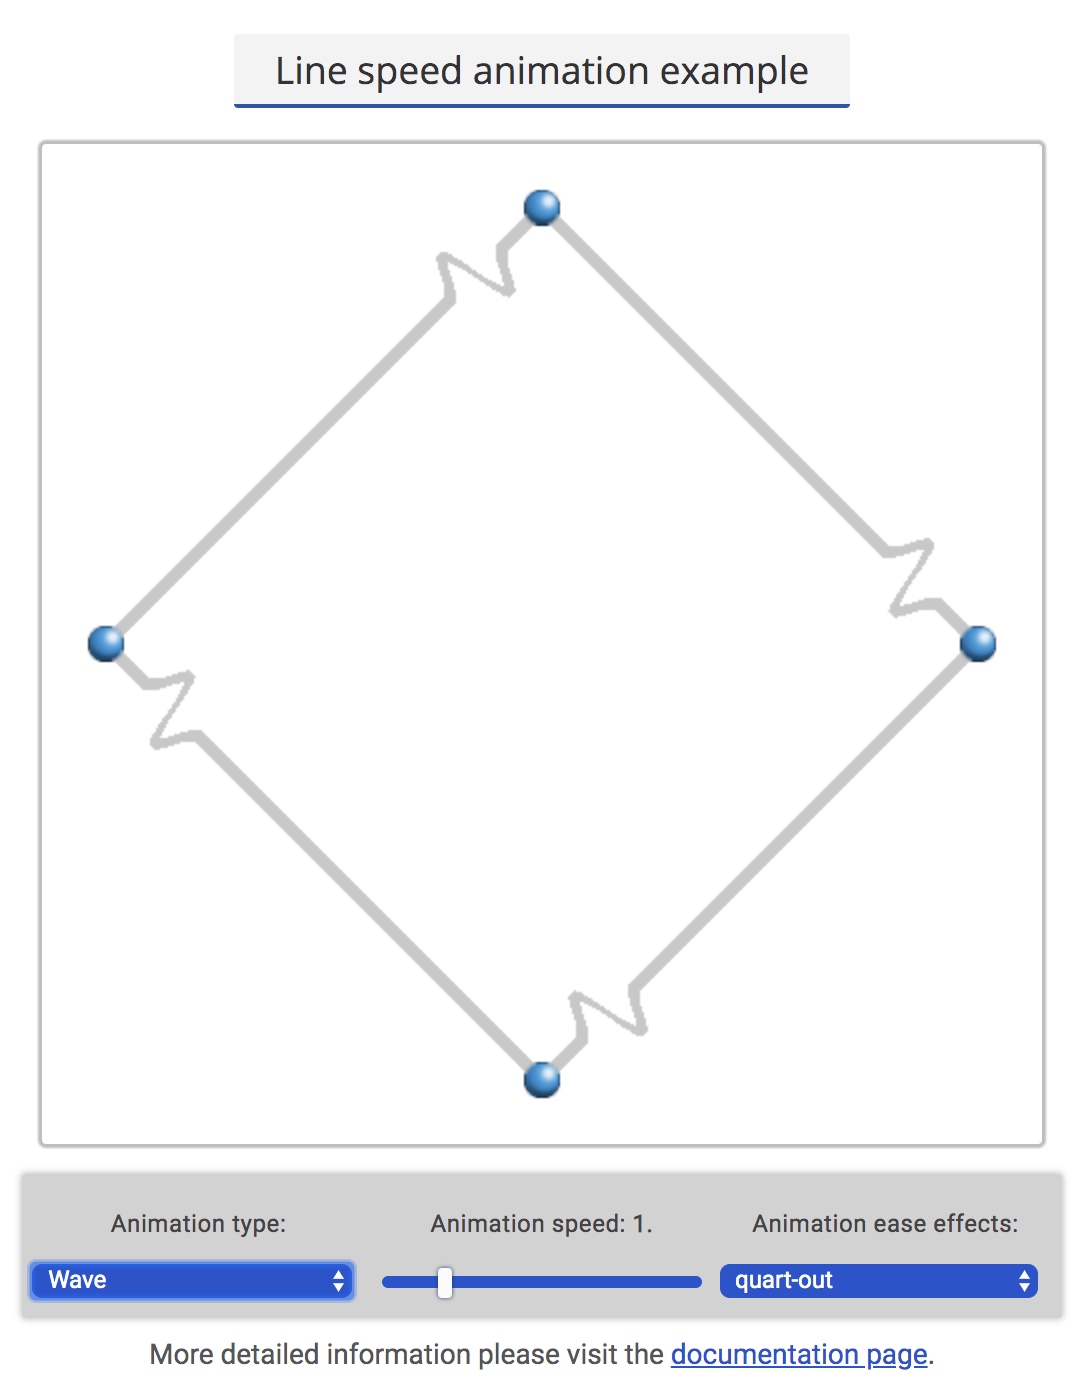 Line speed animation example
Animation type: Animation speed: 1. Animation ease effects:
Wave quart-out
More detailed information please visit the documentation page.